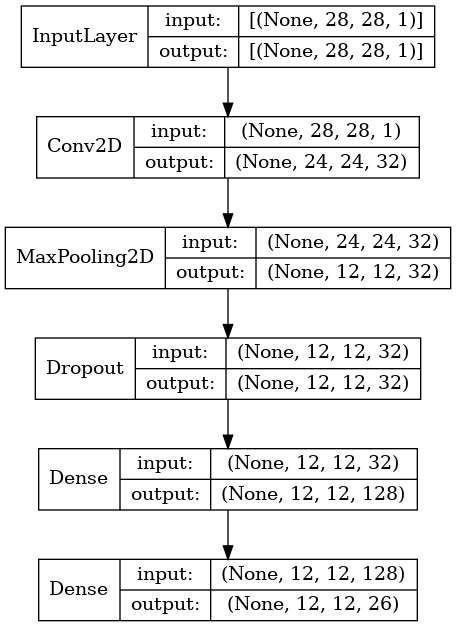 InputLayer input: [(None, 28, 28, 1)]
output: [(None, 28, 28, 1)]
Conv2D input: (None, 28, 28, 1)
output: (None, 24, 24, 32)
MaxPooling2D input: (None, 24, 24, 32)
output: (None, 12, 12, 32)
Dropout input: (None, 12, 12, 32)
output: (None, 12, 12, 32)
Dense input: (None, 12, 12, 32)
output: (None, 12, 12, 128)
Dense input: (None, 12, 12, 128)
output: (None, 12, 12, 26)